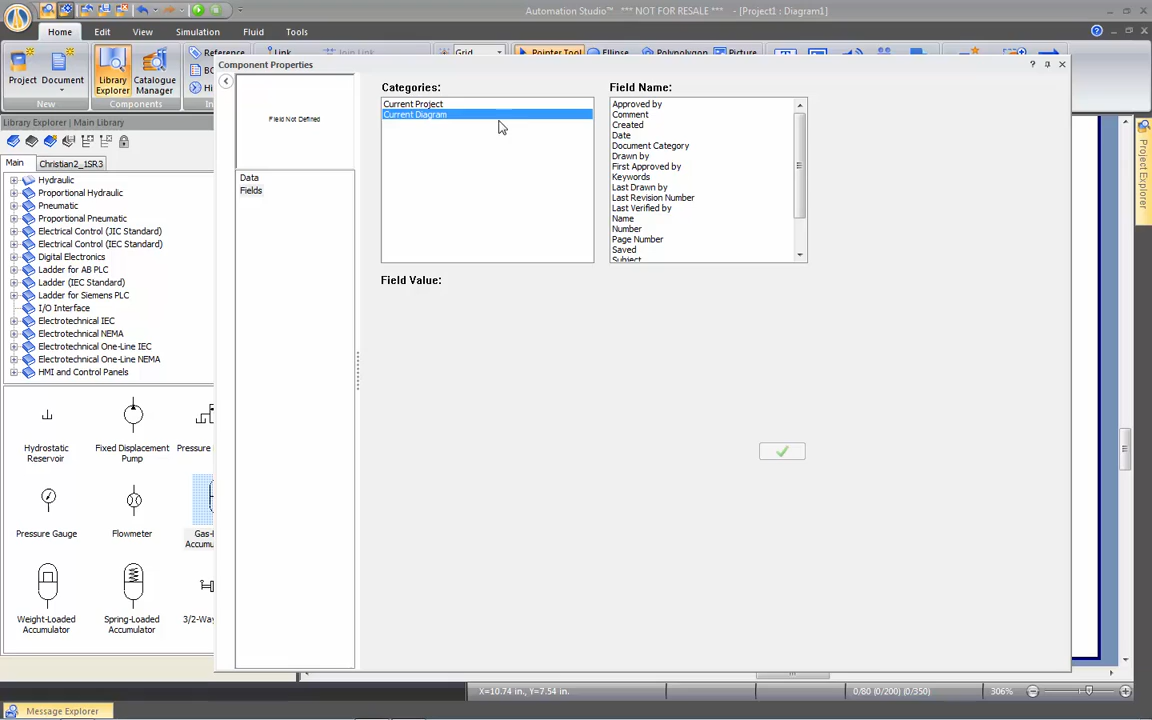 Automation Studio™ *** NOT FOR RESALE *** - [Project1 : Diagram1]
Home Edit View Simulation Fluid Tools
Reference Link Join Link Grid Pointer Tool Ellipse Polypolygon Picture
Project Document Library Explorer Catalogue Manager
New Components
Component Properties
Library Explorer | Main Library
Main Christian2_1SR3
Hydraulic
Proportional Hydraulic
Pneumatic
Proportional Pneumatic
Electrical Control (JIC Standard)
Electrical Control (IEC Standard)
Digital Electronics
Ladder for AB PLC
Ladder (IEC Standard)
Ladder for Siemens PLC
I/O Interface
Electrotechnical IEC
Electrotechnical NEMA
Electrotechnical One-Line IEC
Electrotechnical One-Line NEMA
HMI and Control Panels
Hydrostatic Reservoir
Fixed Displacement Pump
Pressure
Pressure Gauge
Flowmeter
Gas-
Accumu
Weight-Loaded Accumulator
Spring-Loaded Accumulator
3/2-Way
Field Not Defined
Data
Fields
Categories:
Current Project
Current Diagram
Field Name:
Approved by
Comment
Created
Date
Document Category
Drawn by
First Approved by
Keywords
Last Drawn by
Last Revision Number
Last Verified by
Name
Number
Page Number
Saved
Subject
Field Value:
Project Explorer
X=10.74 in., Y=7.54 in.
0/80 (0/200) (0/350)
306%
Message Explorer